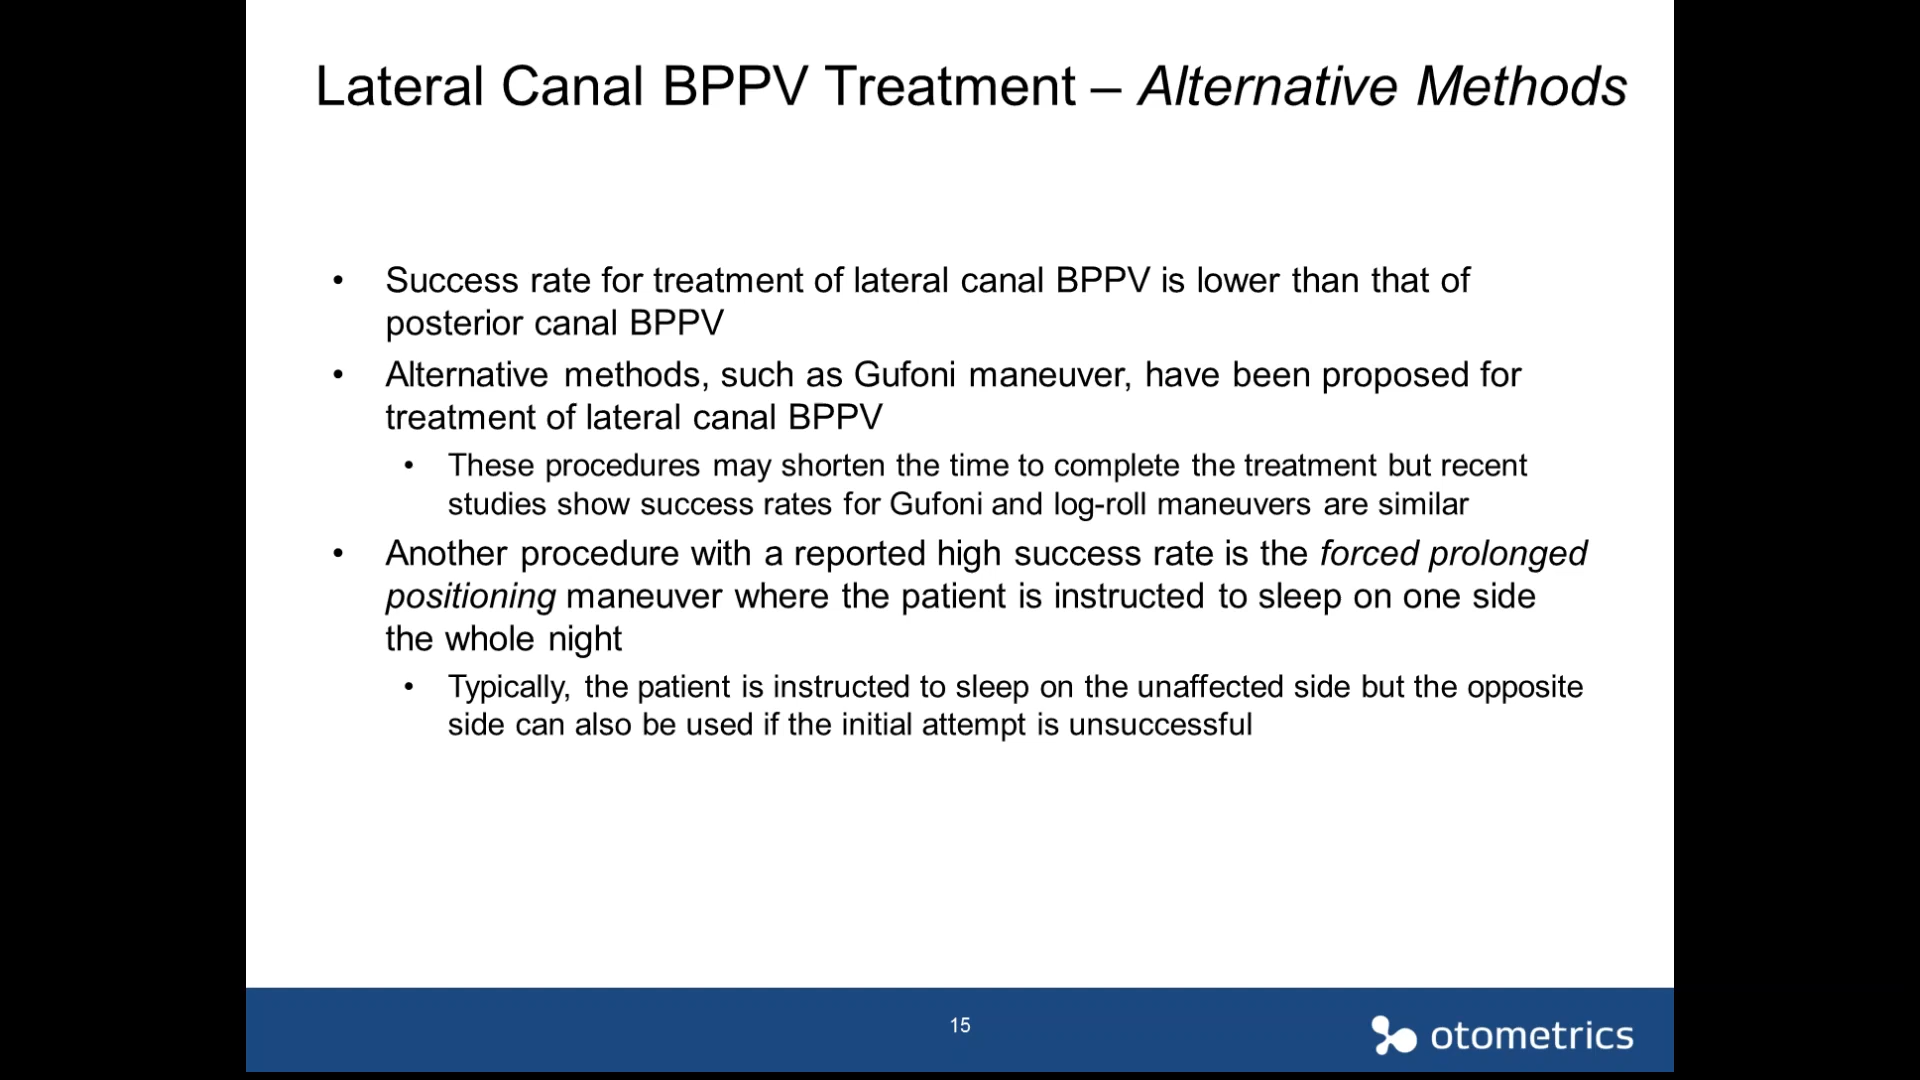 Lateral Canal BPPV Treatment – Alternative Methods
• Success rate for treatment of lateral canal BPPV is lower than that of
posterior canal BPPV
• Alternative methods, such as Gufoni maneuver, have been proposed for
treatment of lateral canal BPPV
• These procedures may shorten the time to complete the treatment but recent
studies show success rates for Gufoni and log-roll maneuvers are similar
• Another procedure with a reported high success rate is the forced prolonged
positioning maneuver where the patient is instructed to sleep on one side
the whole night
• Typically, the patient is instructed to sleep on the unaffected side but the opposite
side can also be used if the initial attempt is unsuccessful
15
otometrics